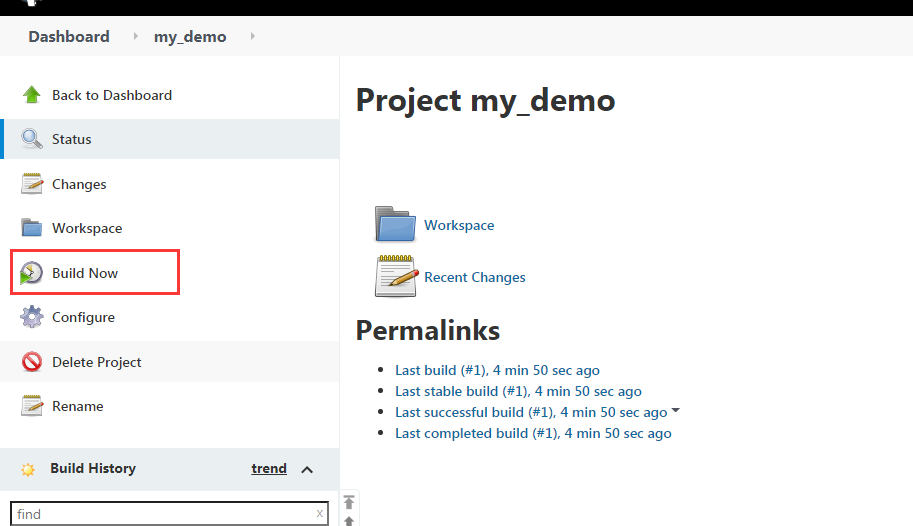 Dashboard my_demo
Back to Dashboard
Status
Changes
Workspace
Build Now
Configure
Delete Project
Rename
Build History trend
find x
Project my_demo
Workspace
Recent Changes
Permalinks
Last build (#1), 4 min 50 sec ago
Last stable build (#1), 4 min 50 sec ago
Last successful build (#1), 4 min 50 sec ago
Last completed build (#1), 4 min 50 sec ago